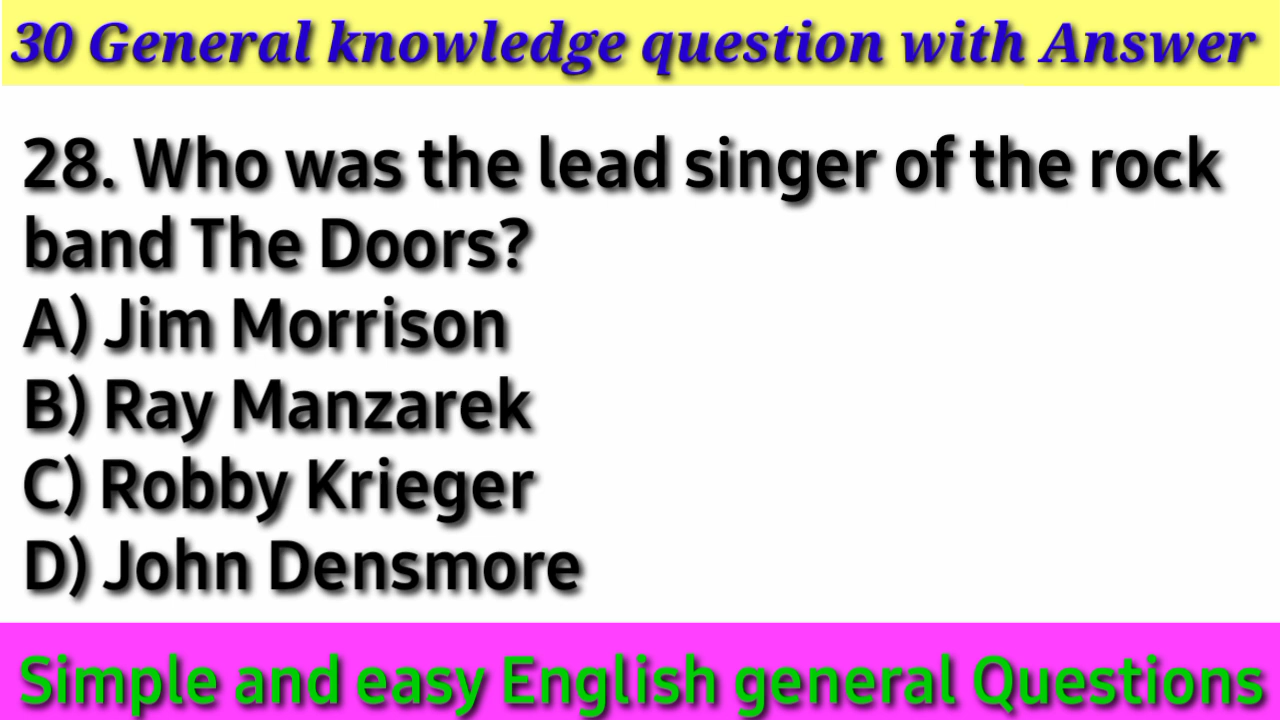 30 General knowledge question with Answer
28. Who was the lead singer of the rock
band The Doors?
A) Jim Morrison
B) Ray Manzarek
C) Robby Krieger
D) John Densmore
Simple and easy English general Questions